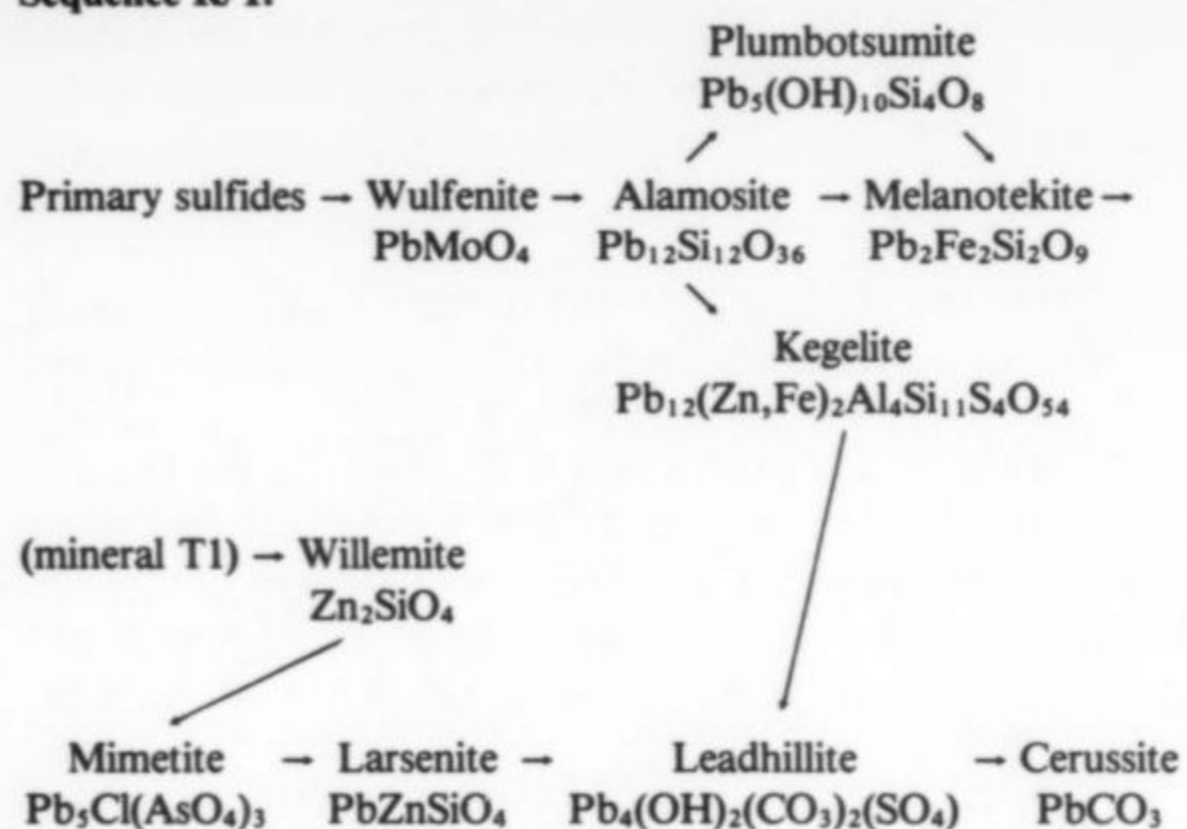 Plumbotsumite
Pb₅(OH)₁₀Si₄O₈
Primary sulfides → Wulfenite → Alamosite → Melanotekite →
PbMoO₄ Pb₁₂Si₁₂O₃₆ Pb₂Fe₂Si₂O₉
Kegelite
Pb₁₂(Zn,Fe)₂Al₄Si₁₁S₄O₅₄
(mineral T1) → Willemite
Zn₂SiO₄
Mimetite → Larsenite → Leadhillite → Cerussite
Pb₅Cl(AsO₄)₃ PbZnSiO₄ Pb₄(OH)₂(CO₃)₂(SO₄) PbCO₃